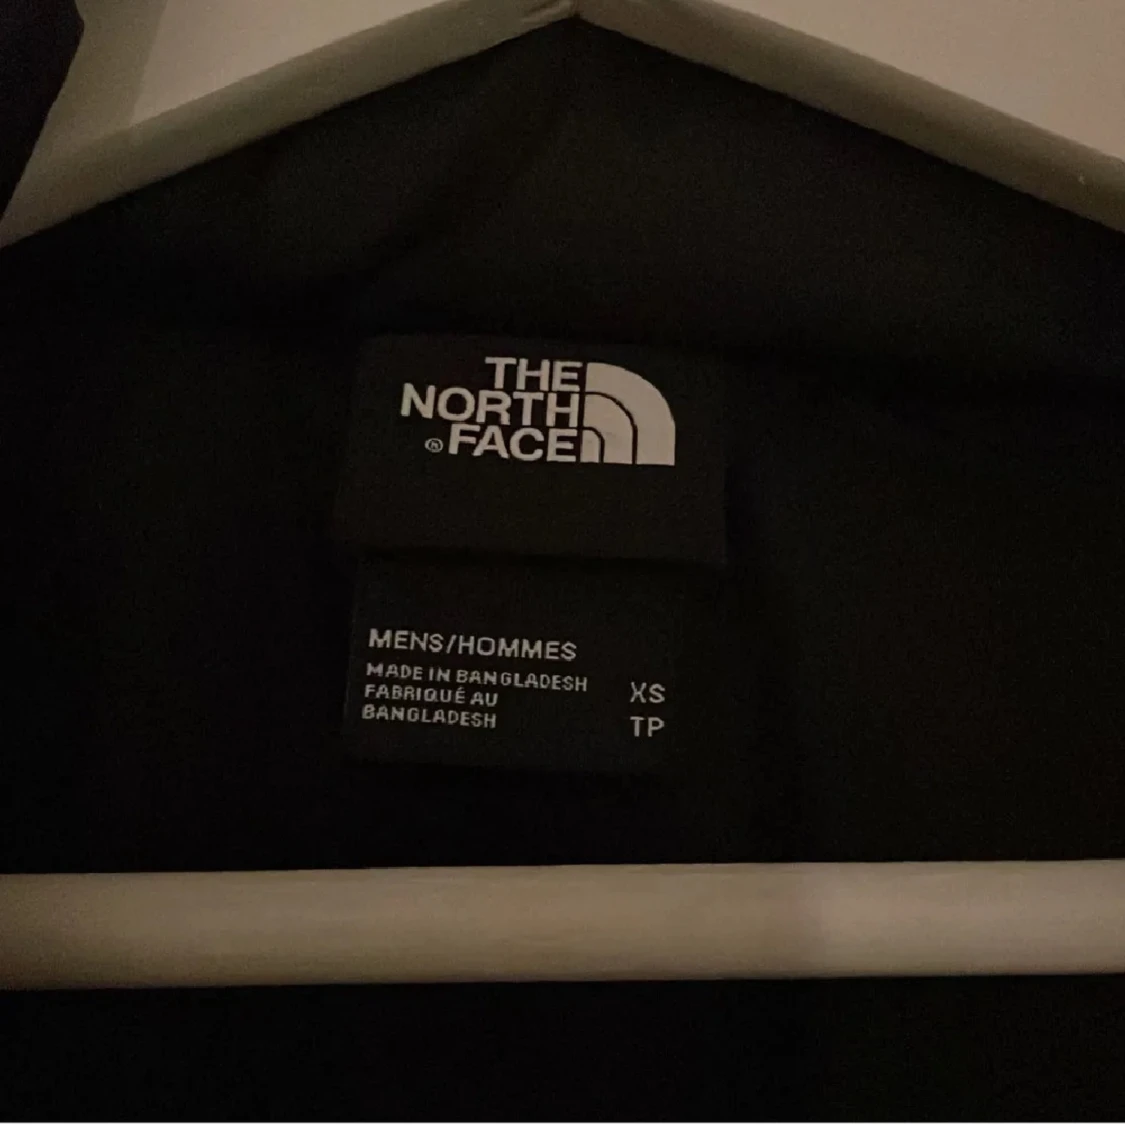 THE
NORTH
® FACE
MENS/HOMMES
MADE IN BANGLADESH
FABRIQUÉ AU
BANGLADESH
XS
TP